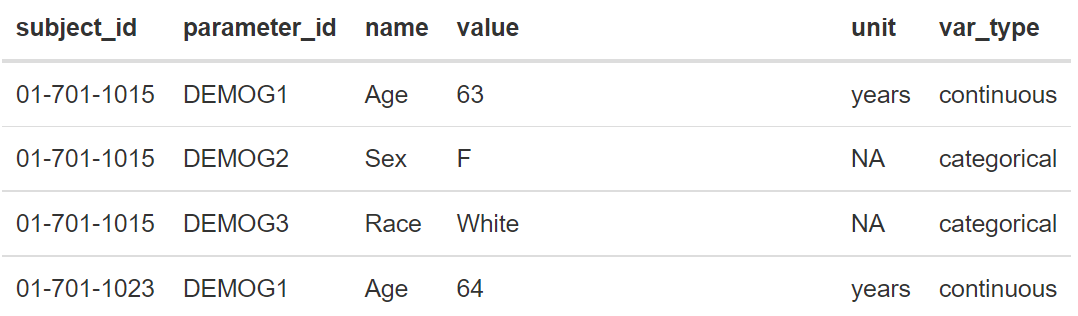 subject_id parameter_id name value unit var_type
01-701-1015 DEMOG1 Age 63 years continuous
01-701-1015 DEMOG2 Sex F NA categorical
01-701-1015 DEMOG3 Race White NA categorical
01-701-1023 DEMOG1 Age 64 years continuous